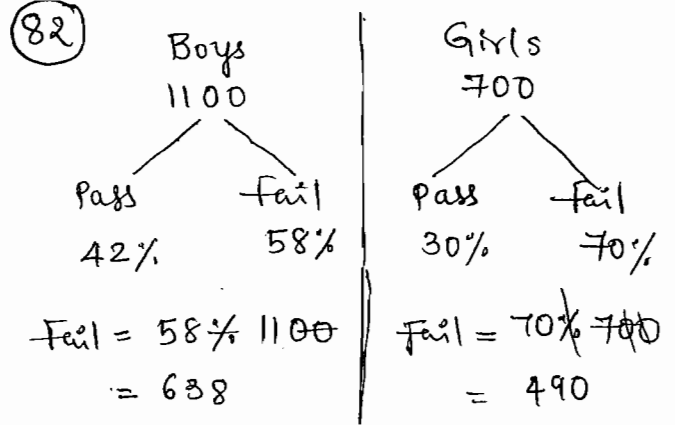 82
Boys
1100
Pass Fail
42% 58%
Fail = 58% 1100
= 638
Girls
700
Pass Fail
30% 70%
Fail = 70% 700
= 490